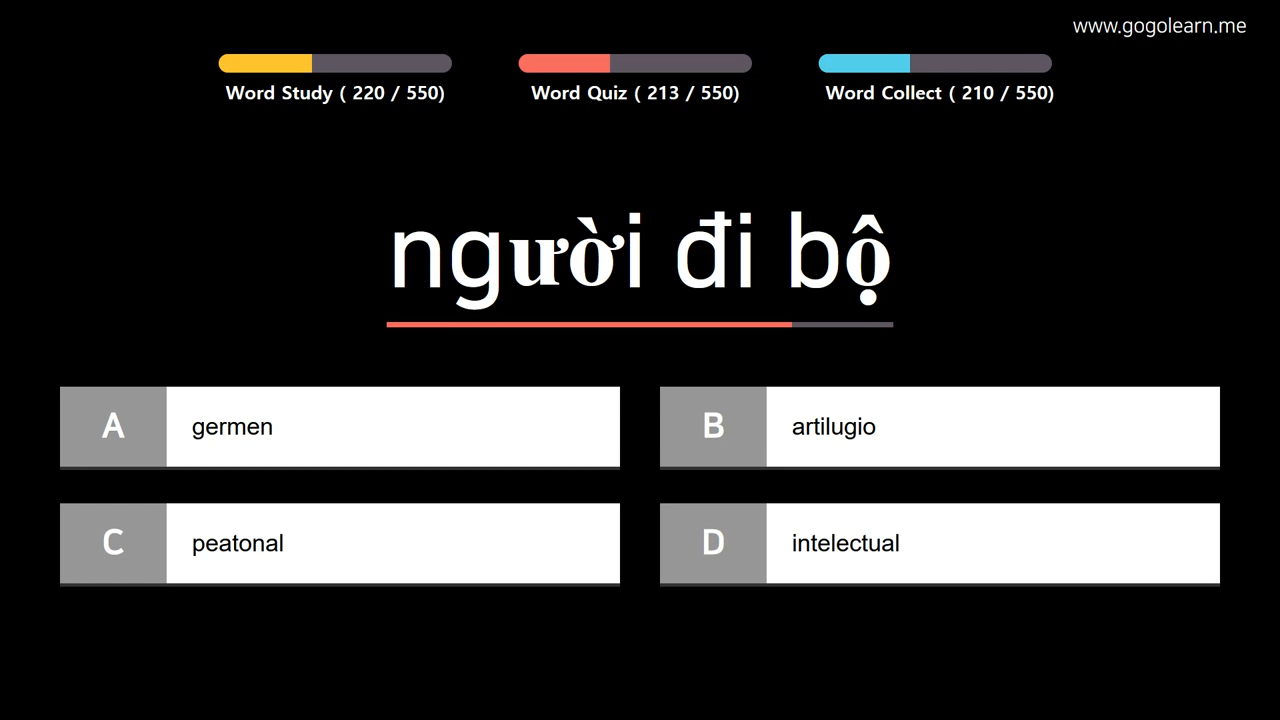 www.gogolearn.me
Word Study ( 220 / 550)
Word Quiz ( 213 / 550)
Word Collect ( 210 / 550)
người đi bộ
A germen
B artilugio
C peatonal
D intelectual